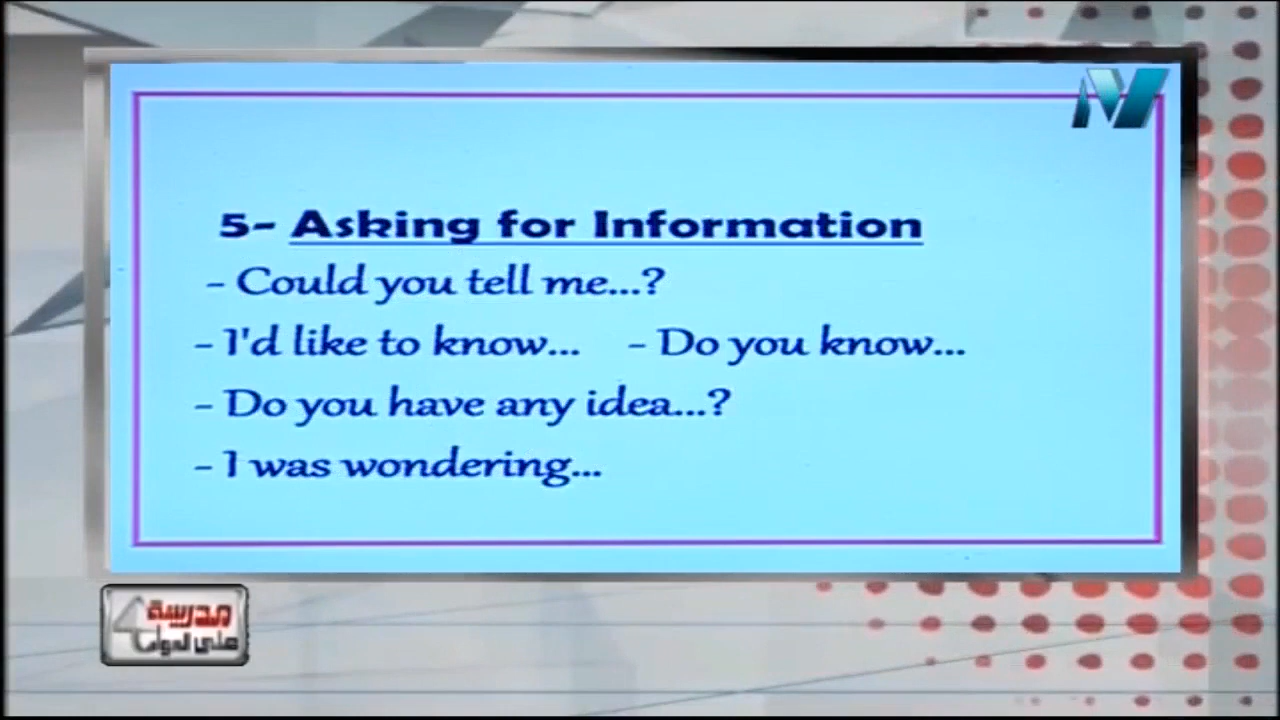 5- Asking for Information
- Could you tell me...?
- I'd like to know... - Do you know...
- Do you have any idea...?
- I was wondering...
مدرسة
على الهواء